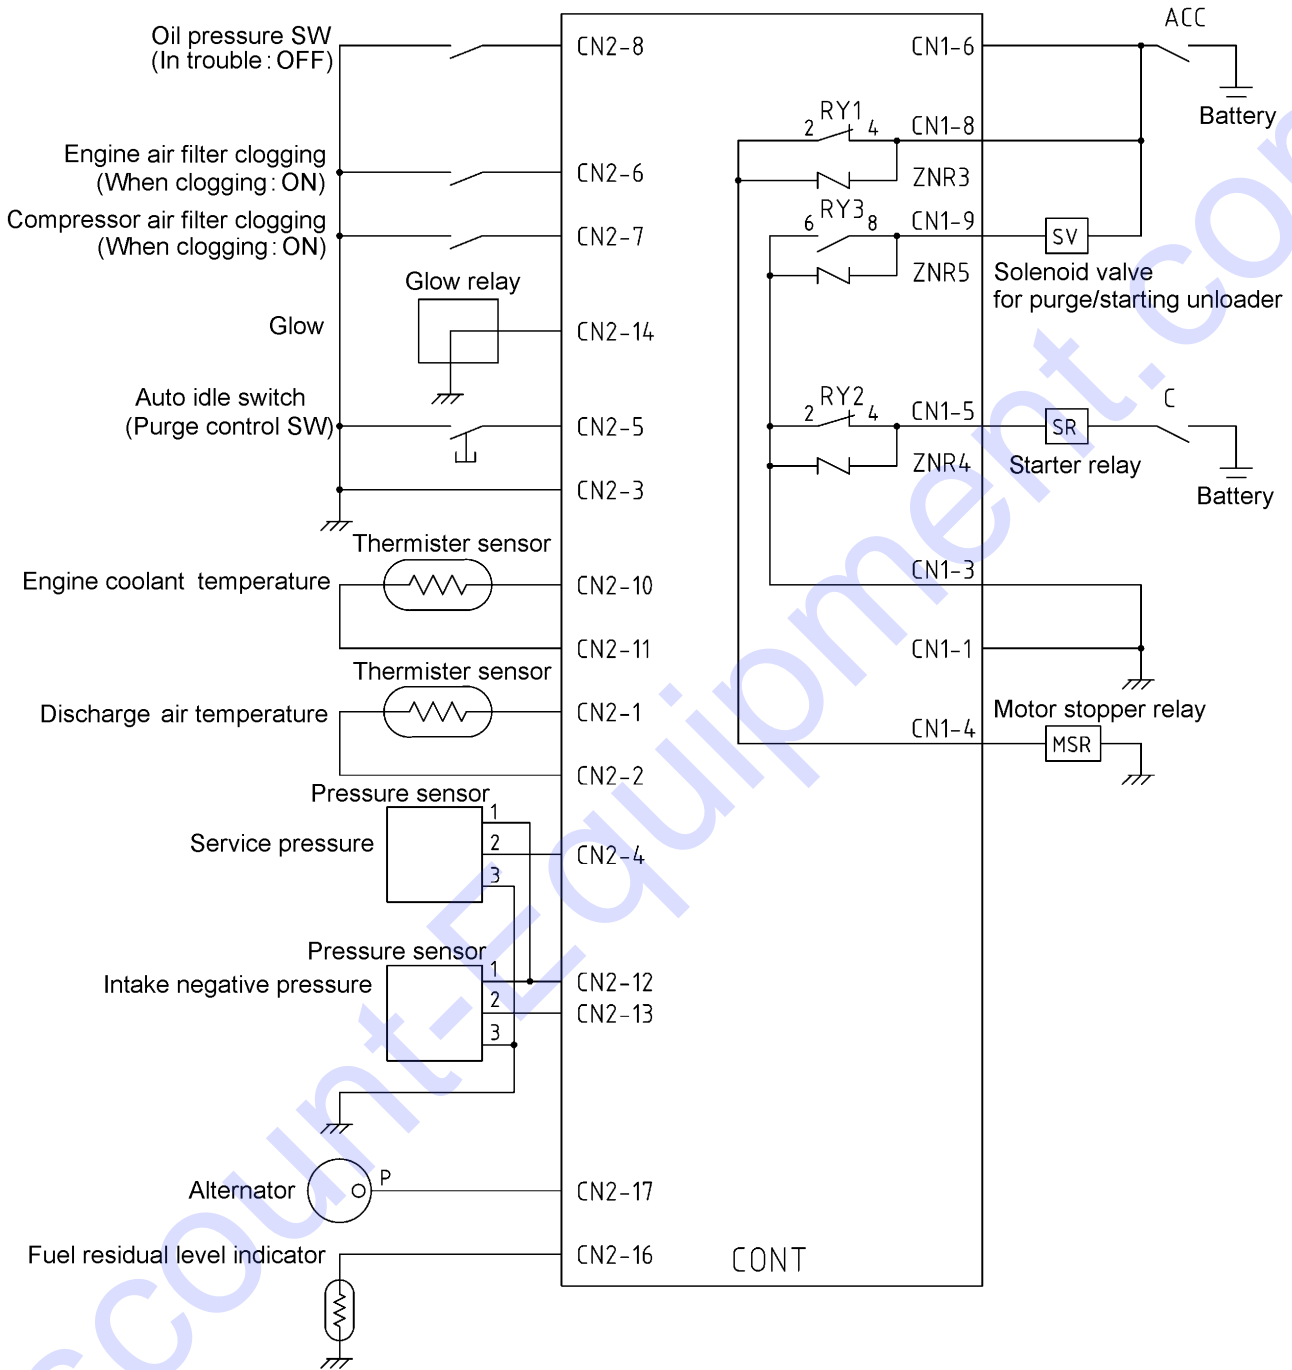 Oil pressure SW
(In trouble : OFF)
CN2-8
Engine air filter clogging
(When clogging : ON)
CN2-6
Compressor air filter clogging
(When clogging : ON)
CN2-7
Glow relay
Glow
CN2-14
Auto idle switch
(Purge control SW)
CN2-5
CN2-3
Thermister sensor
Engine coolant temperature
CN2-10
CN2-11
Thermister sensor
Discharge air temperature
CN2-1
CN2-2
Pressure sensor
Service pressure
1
2
3
CN2-4
Pressure sensor
Intake negative pressure
1
2
3
CN2-12
CN2-13
Alternator
P
CN2-17
Fuel residual level indicator
CN2-16
CONT
ACC
CN1-6
Battery
RY1
2 4
CN1-8
ZNR3
RY3
6 8
CN1-9
SV
ZNR5
Solenoid valve
for purge/starting unloader
RY2
2 4
CN1-5
SR
C
ZNR4
Starter relay
Battery
CN1-3
CN1-1
Motor stopper relay
CN1-4
MSR
scount-Equipment.com